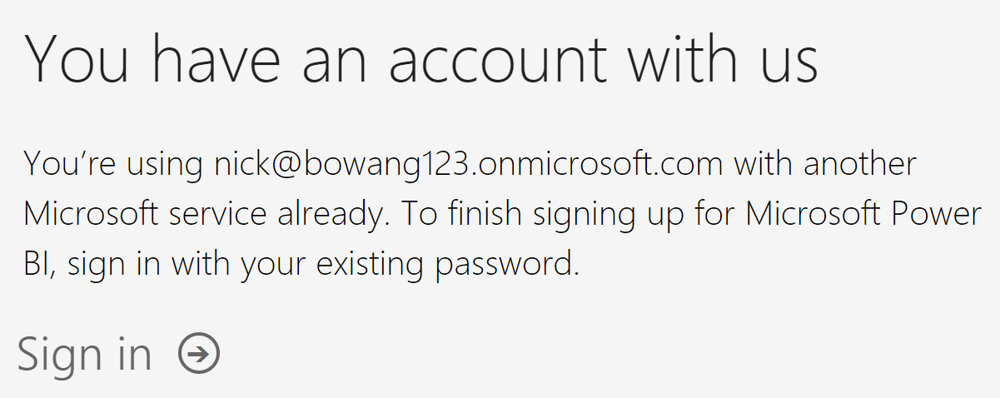 You have an account with us
You’re using nick@bowang123.onmicrosoft.com with another
Microsoft service already. To finish signing up for Microsoft Power
BI, sign in with your existing password.
Sign in